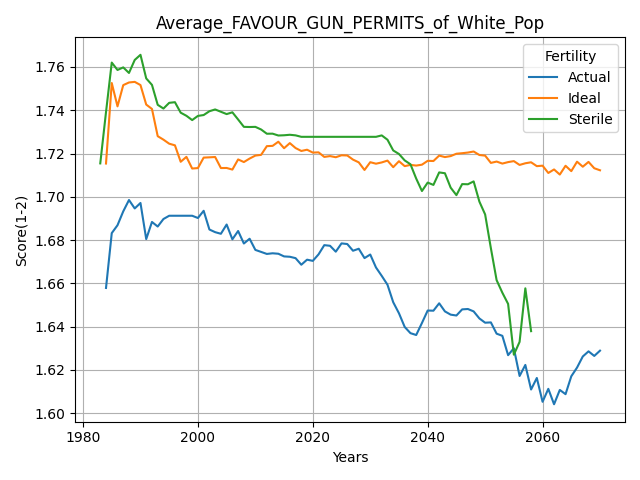 Average_FAVOUR_GUN_PERMITS_of_White_Pop
Fertility
Actual
Ideal
Sterile
Score(1-2)
1.76
1.74
1.72
1.70
1.68
1.66
1.64
1.62
1.60
1980
2000
2020
2040
2060
Years